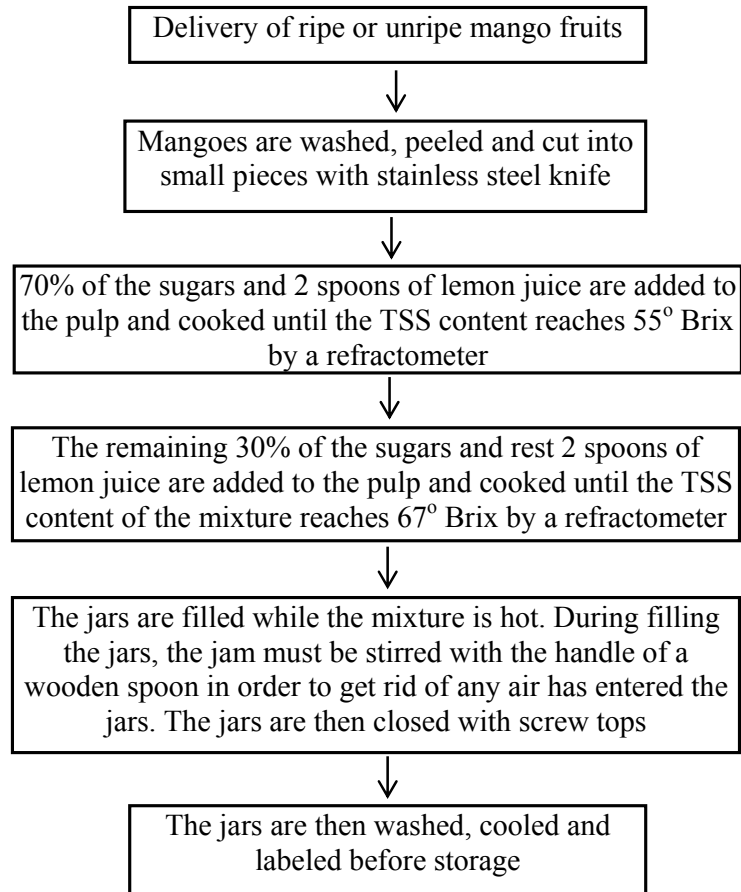 Delivery of ripe or unripe mango fruits
Mangoes are washed, peeled and cut into
small pieces with stainless steel knife
70% of the sugars and 2 spoons of lemon juice are added to
the pulp and cooked until the TSS content reaches 55° Brix
by a refractometer
The remaining 30% of the sugars and rest 2 spoons of
lemon juice are added to the pulp and cooked until the TSS
content of the mixture reaches 67° Brix by a refractometer
The jars are filled while the mixture is hot. During filling
the jars, the jam must be stirred with the handle of a
wooden spoon in order to get rid of any air has entered the
jars. The jars are then closed with screw tops
The jars are then washed, cooled and
labeled before storage